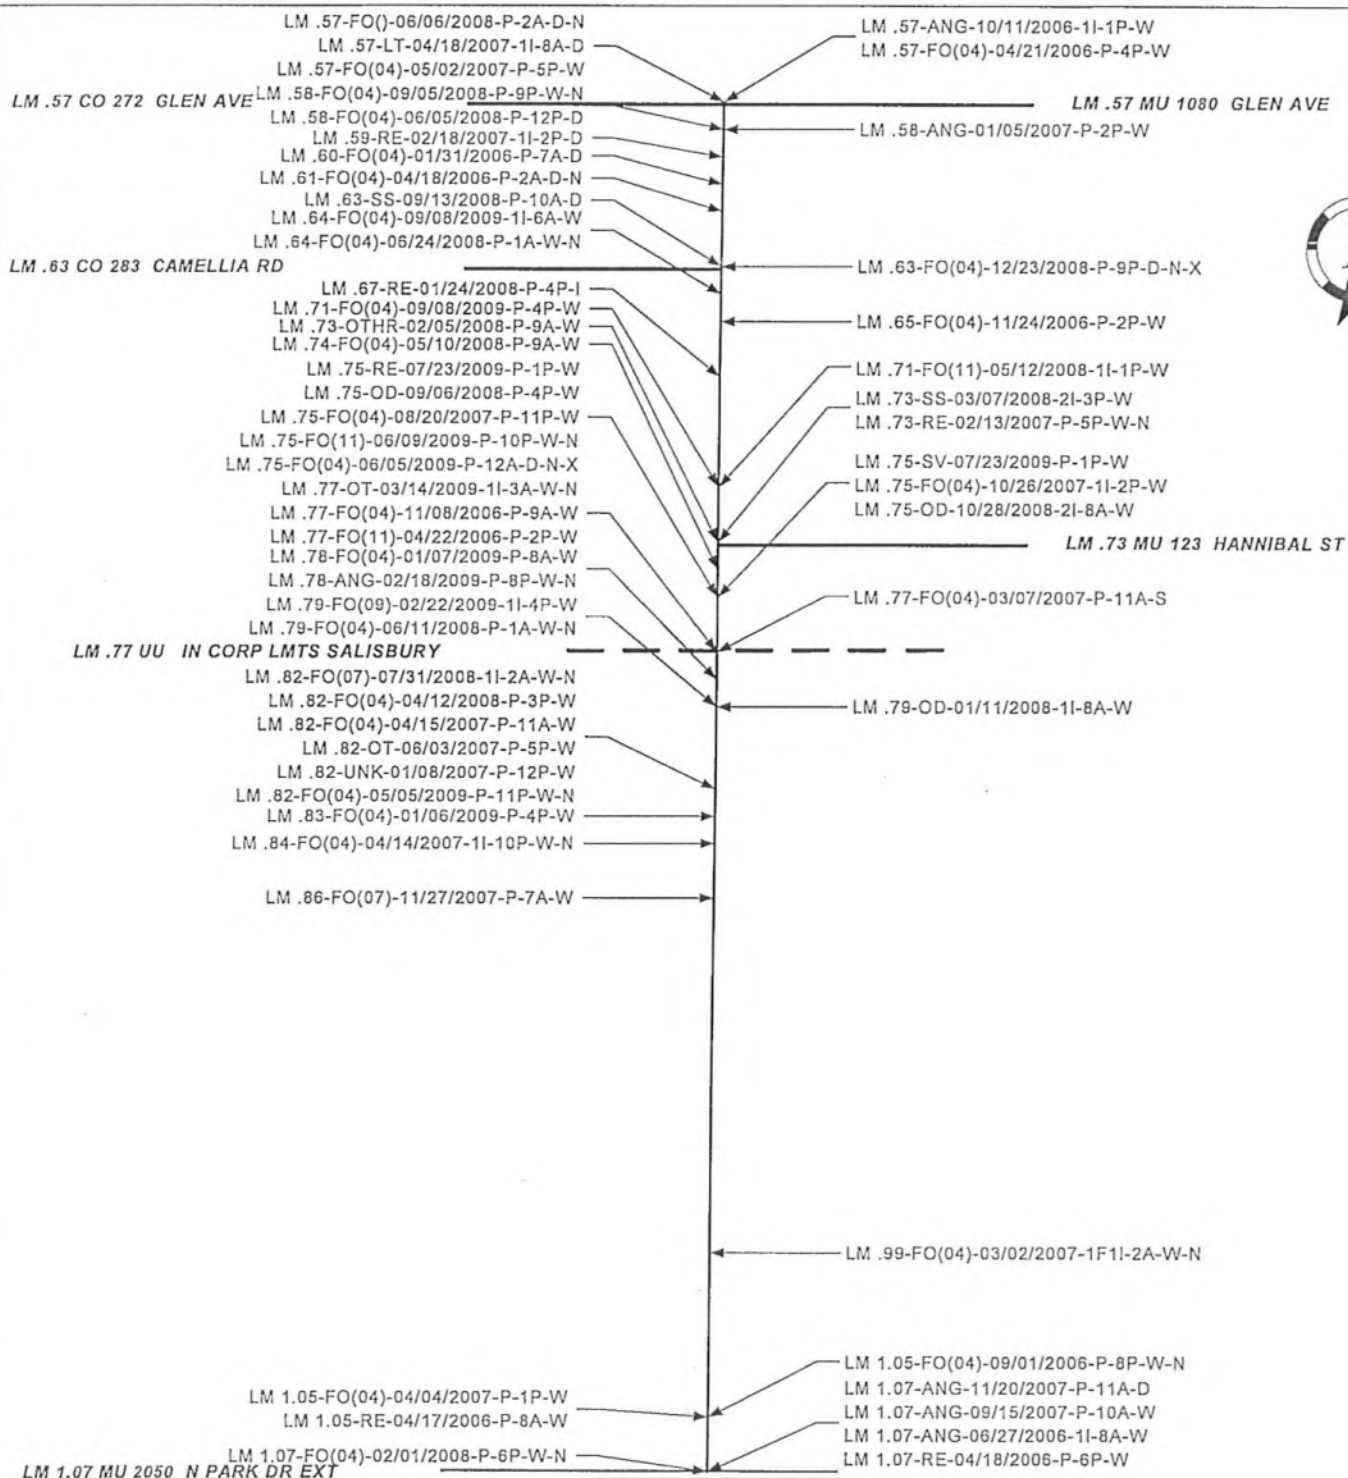 LM .57-FO()-06/06/2008-P-2A-D-N
LM .57-LT-04/18/2007-1I-8A-D
LM .57-FO(04)-05/02/2007-P-5P-W
LM .57-ANG-10/11/2006-1I-1P-W
LM .57-FO(04)-04/21/2006-P-4P-W
LM .57 CO 272 GLEN AVE
LM .58-FO(04)-09/05/2008-P-9P-W-N
LM .57 MU 1080 GLEN AVE
LM .58-FO(04)-06/05/2008-P-12P-D
LM .58-ANG-01/05/2007-P-2P-W
LM .59-RE-02/18/2007-1I-2P-D
LM .60-FO(04)-01/31/2006-P-7A-D
LM .61-FO(04)-04/18/2006-P-2A-D-N
LM .63-SS-09/13/2008-P-10A-D
LM .64-FO(04)-09/08/2009-1I-6A-W
LM .64-FO(04)-06/24/2008-P-1A-W-N
LM .63 CO 283 CAMELLIA RD
LM .63-FO(04)-12/23/2008-P-9P-D-N-X
LM .67-RE-01/24/2008-P-4P-I
LM .71-FO(04)-09/08/2009-P-4P-W
LM .65-FO(04)-11/24/2006-P-2P-W
LM .73-OTHR-02/05/2008-P-9A-W
LM .74-FO(04)-05/10/2008-P-9A-W
LM .75-RE-07/23/2009-P-1P-W
LM .71-FO(11)-05/12/2008-1I-1P-W
LM .75-OD-09/06/2008-P-4P-W
LM .73-SS-03/07/2008-2I-3P-W
LM .75-FO(04)-08/20/2007-P-11P-W
LM .73-RE-02/13/2007-P-5P-W-N
LM .75-FO(11)-06/09/2009-P-10P-W-N
LM .75-FO(04)-06/05/2009-P-12A-D-N-X
LM .75-SV-07/23/2009-P-1P-W
LM .77-OT-03/14/2009-1I-3A-W-N
LM .75-FO(04)-10/26/2007-1I-2P-W
LM .77-FO(04)-11/08/2006-P-9A-W
LM .75-OD-10/28/2008-2I-8A-W
LM .77-FO(11)-04/22/2006-P-2P-W
LM .73 MU 123 HANNIBAL ST
LM .78-FO(04)-01/07/2009-P-8A-W
LM .78-ANG-02/18/2009-P-8P-W-N
LM .79-FO(09)-02/22/2009-1I-4P-W
LM .77-FO(04)-03/07/2007-P-11A-S
LM .79-FO(04)-06/11/2008-P-1A-W-N
LM .77 UU IN CORP LMTS SALISBURY
LM .82-FO(07)-07/31/2008-1I-2A-W-N
LM .82-FO(04)-04/12/2008-P-3P-W
LM .79-OD-01/11/2008-1I-8A-W
LM .82-FO(04)-04/15/2007-P-11A-W
LM .82-OT-06/03/2007-P-5P-W
LM .82-UNK-01/08/2007-P-12P-W
LM .82-FO(04)-05/05/2009-P-11P-W-N
LM .83-FO(04)-01/06/2009-P-4P-W
LM .84-FO(04)-04/14/2007-1I-10P-W-N
LM .86-FO(07)-11/27/2007-P-7A-W
LM .99-FO(04)-03/02/2007-1F1I-2A-W-N
LM 1.05-FO(04)-09/01/2006-P-8P-W-N
LM 1.05-FO(04)-04/04/2007-P-1P-W
LM 1.07-ANG-11/20/2007-P-11A-D
LM 1.05-RE-04/17/2006-P-8A-W
LM 1.07-ANG-09/15/2007-P-10A-W
LM 1.07-ANG-06/27/2006-1I-8A-W
LM 1.07-FO(04)-02/01/2008-P-6P-W-N
LM 1.07-RE-04/18/2006-P-6P-W
LM 1.07 MU 2050 N PARK DR EXT